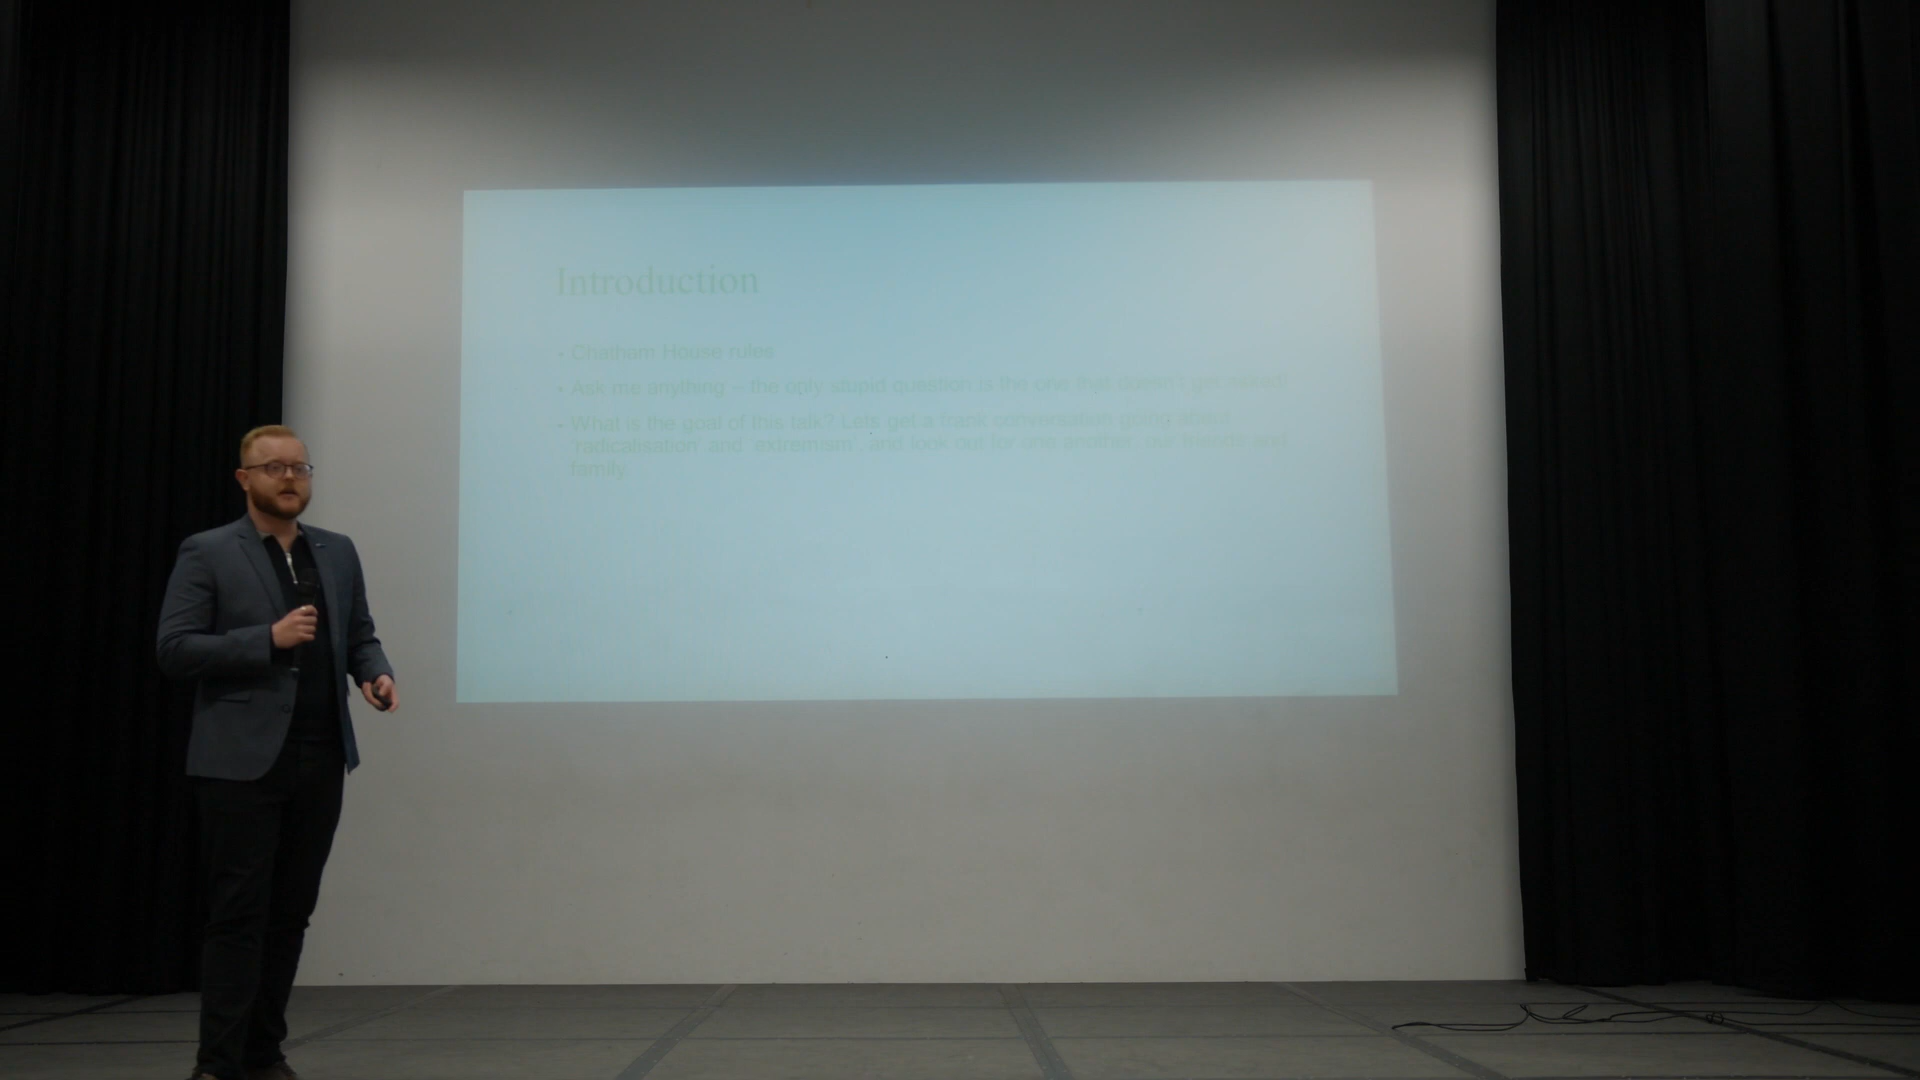 Introduction
- Chatham House rules
- Ask me anything – the only stupid question is the one that doesn't get asked
- What is the goal of this talk? Lets get a frank conversation going about
'radicalisation' and 'extremism', and look out for one another, our friends and
family.